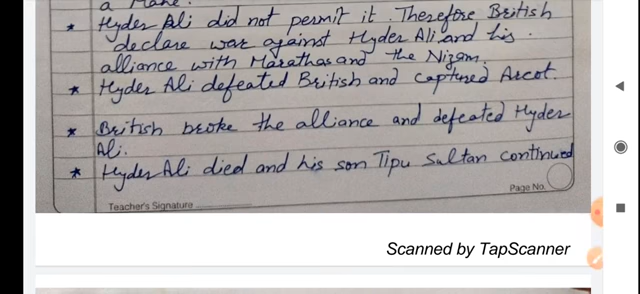 a Mahe.
* Hyder Ali did not permit it. Therefore British
declare war against Hyder Ali and his
alliance with Marathas and the Nizam.
* Hyder Ali defeated British and captured Arcot.
* British broke the alliance and defeated Hyder
Ali.
* Hyder Ali died and his son Tipu Sultan continued
Page No.
Teacher's Signature
Scanned by TapScanner